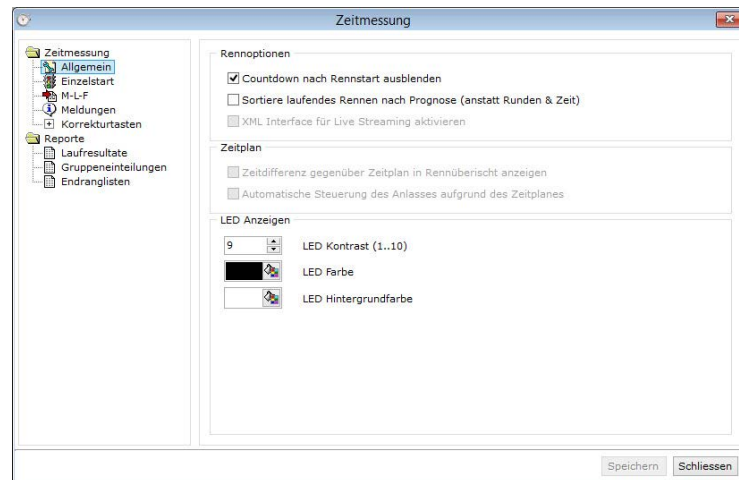 Zeitmessung
Zeitmessung
Allgemein
Einzelstart
M-L-F
Meldungen
Korrekturtasten
Reporte
Laufresultate
Gruppeneinteilungen
Endranglisten
Rennoptionen
Countdown nach Rennstart ausblenden
Sortiere laufendes Rennen nach Prognose (anstatt Runden & Zeit)
XML Interface für Live Streaming aktivieren
Zeitplan
Zeitdifferenz gegenüber Zeitplan in Rennüberischt anzeigen
Automatische Steuerung des Anlasses aufgrund des Zeitplanes
LED Anzeigen
9 LED Kontrast (1..10)
LED Farbe
LED Hintergrundfarbe
Speichern Schliessen